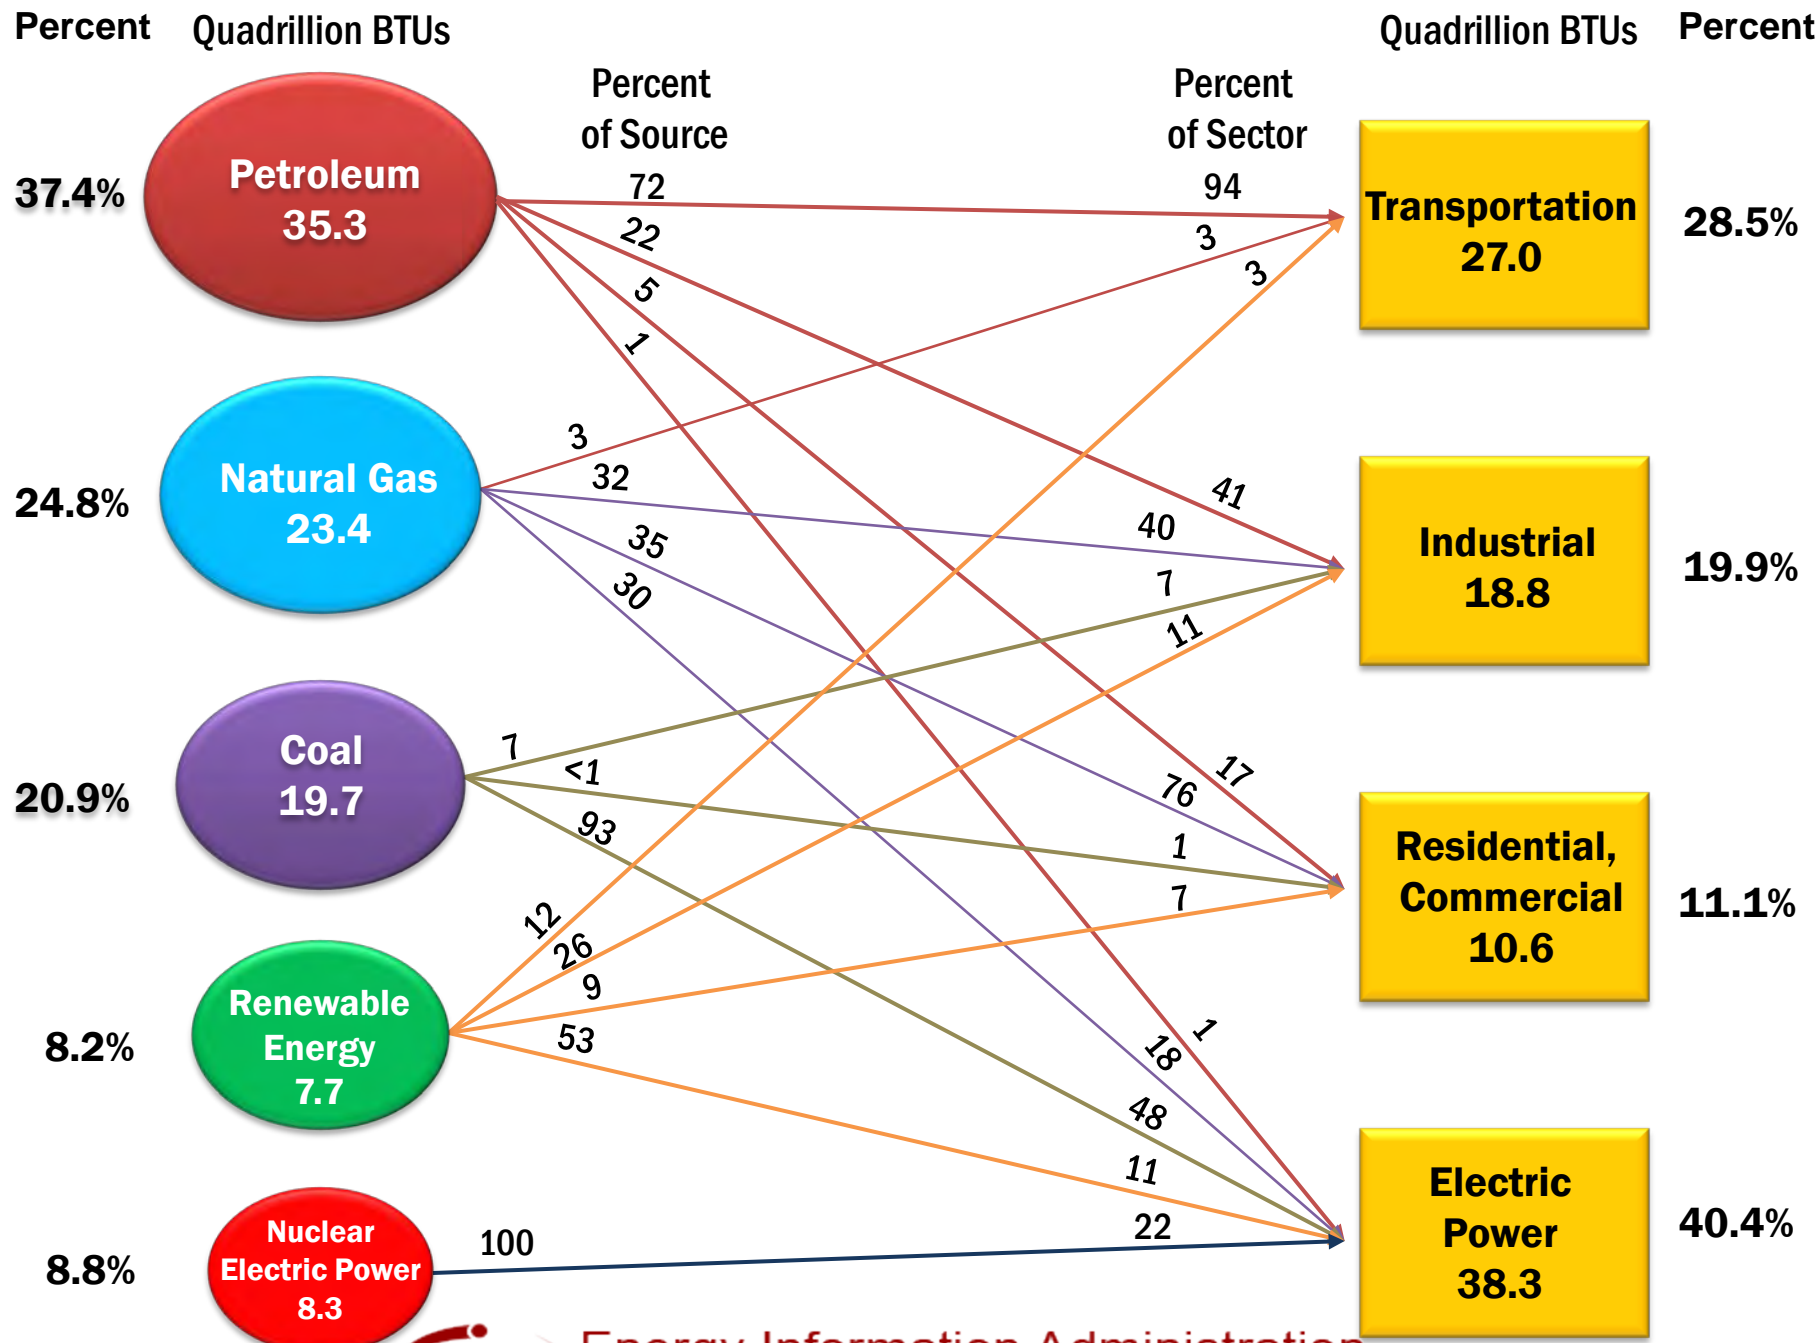 Percent
Quadrillion BTUs
Quadrillion BTUs
Percent
Percent
of Source
Percent
of Sector
37.4%
Petroleum
35.3
72
22
5
1
94
3
3
Transportation
27.0
28.5%
24.8%
Natural Gas
23.4
3
32
35
30
41
40
7
11
Industrial
18.8
19.9%
20.9%
Coal
19.7
7
<1
93
17
76
1
7
Residential,
Commercial
10.6
11.1%
8.2%
Renewable
Energy
7.7
12
26
9
53
1
18
48
11
22
Electric
Power
38.3
40.4%
8.8%
Nuclear
Electric Power
8.3
100
Energy Information Administration